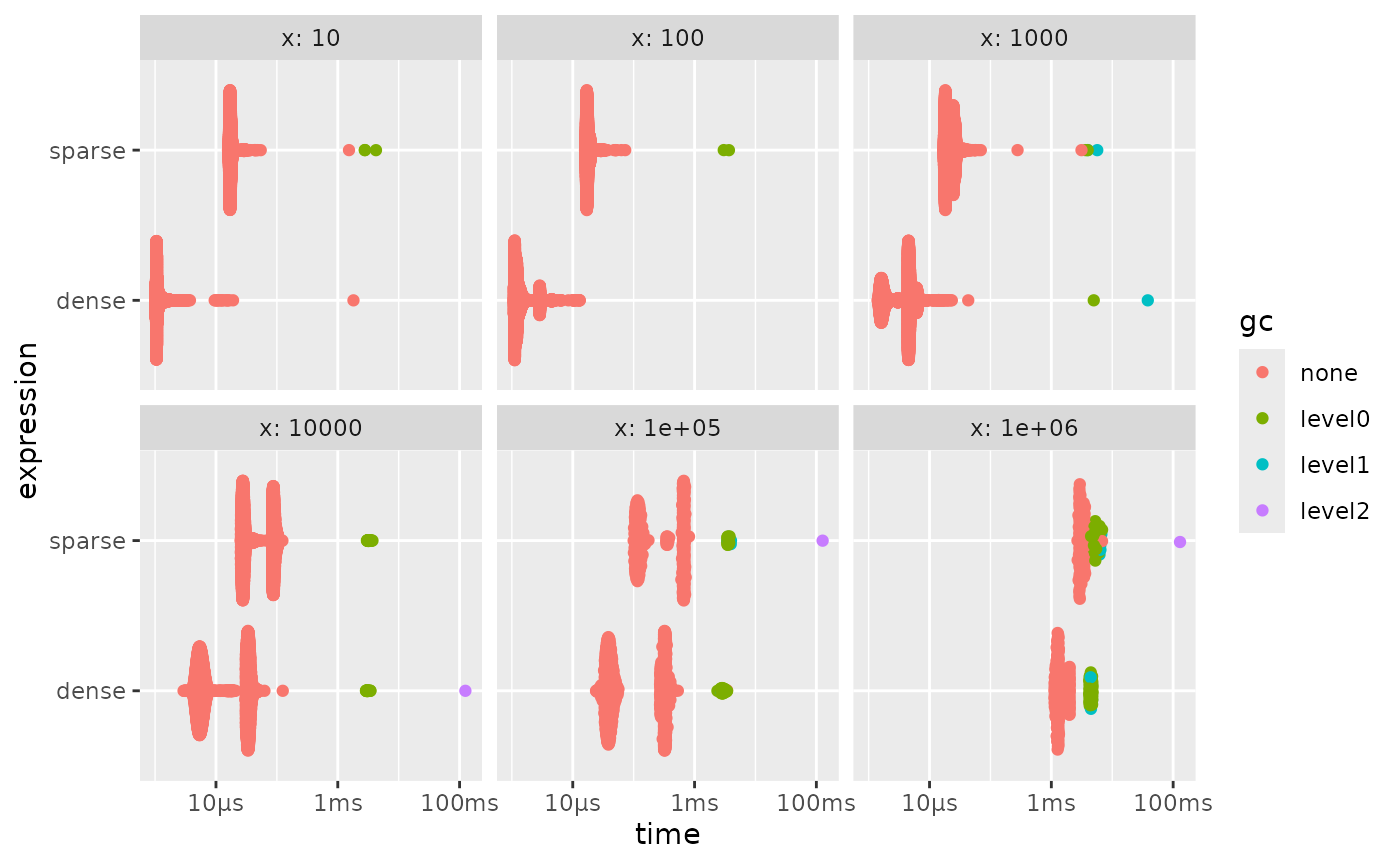 x: 10
x: 100
x: 1000
sparse
dense
expression
x: 10000
x: 1e+05
x: 1e+06
sparse
dense
10µs
1ms
100ms
10µs
1ms
100ms
10µs
1ms
100ms
time
gc
none
level0
level1
level2